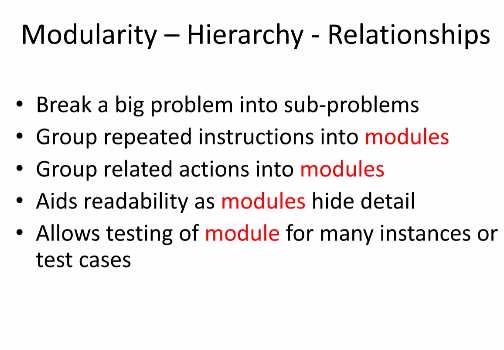 Modularity – Hierarchy - Relationships
• Break a big problem into sub-problems
• Group repeated instructions into modules
• Group related actions into modules
• Aids readability as modules hide detail
• Allows testing of module for many instances or
test cases